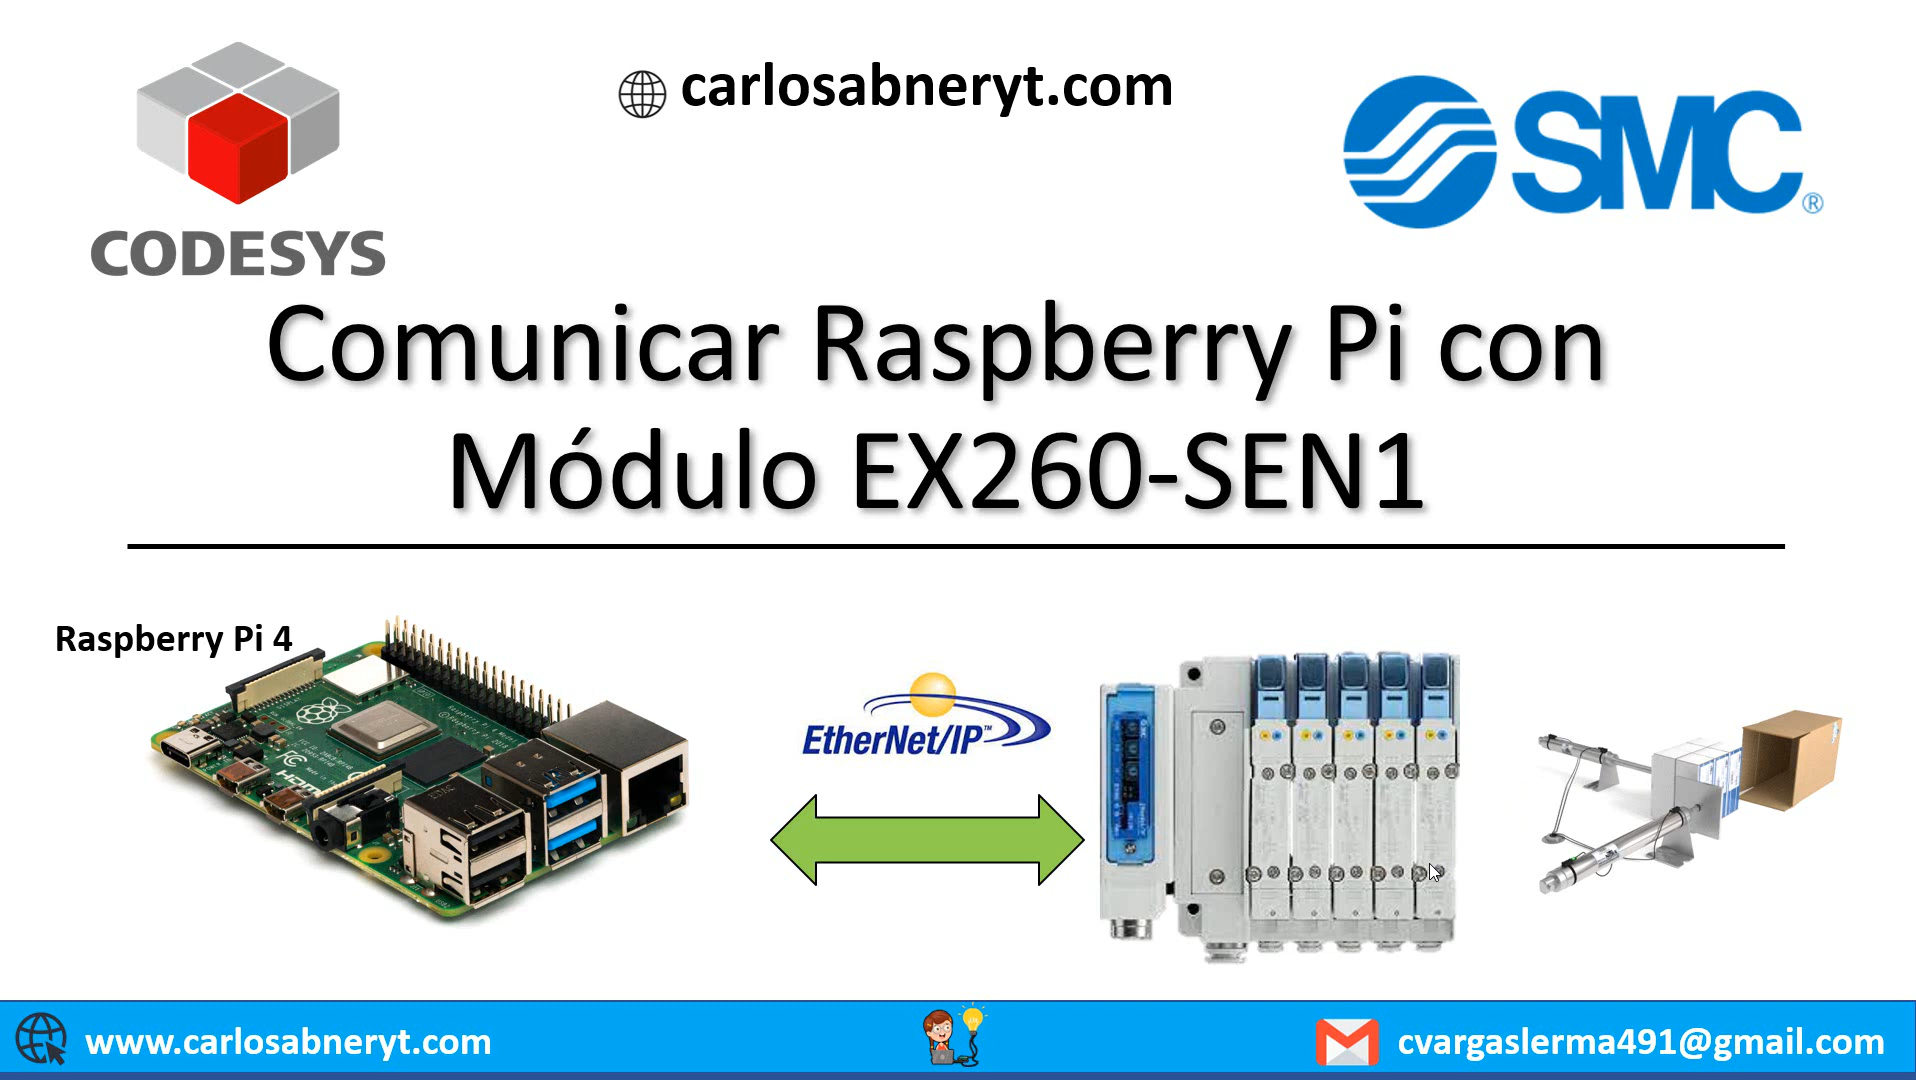 carlosabneryt.com
CODESYS
SMC®
Comunicar Raspberry Pi con
Módulo EX260-SEN1
Raspberry Pi 4
EtherNet/IP™
www.carlosabneryt.com
cvargaslerma491@gmail.com